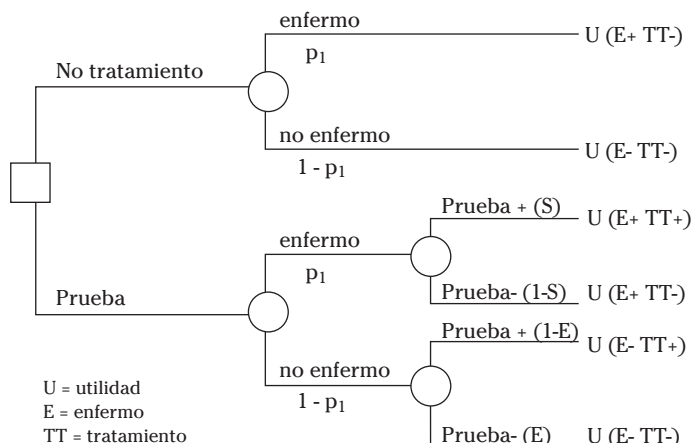 enfermo
U (E+ TT-)
p1
No tratamiento
no enfermo
U (E- TT-)
1 - p1
Prueba + (S)
U (E+ TT+)
enfermo
p1
Prueba- (1-S)
U (E+ TT-)
Prueba
Prueba + (1-E)
U (E- TT+)
no enfermo
1 - p1
Prueba- (E)
U (E- TT-)
U = utilidad
E = enfermo
TT = tratamiento